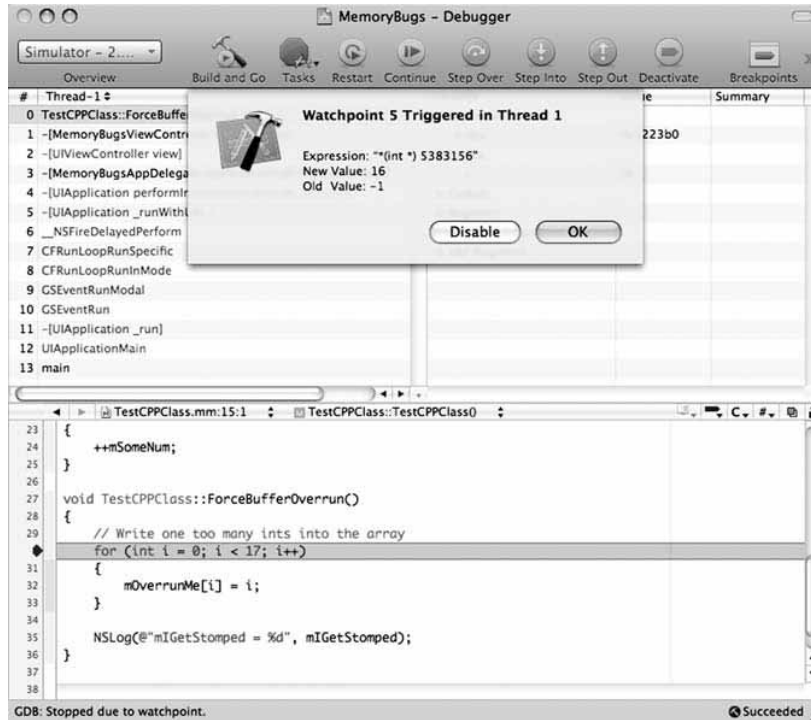 MemoryBugs – Debugger
Simulator – 2....
Overview
Build and Go
Tasks
Restart
Continue
Step Over
Step Into
Step Out
Deactivate
Breakpoints
# Thread-1
Summary
0 TestCPPClass::ForceBuffe
1 -[MemoryBugsViewContr
223b0
2 -[UIViewController view]
3 -[MemoryBugsAppDelega
4 -[UIApplication performIn
5 -[UIApplication _runWithU
6 __NSFireDelayedPerform
7 CFRunLoopRunSpecific
8 CFRunLoopRunInMode
9 GSEventRunModal
10 GSEventRun
11 -[UIApplication _run]
12 UIApplicationMain
13 main
Watchpoint 5 Triggered in Thread 1
Expression: "*(int *) 5383156"
New Value: 16
Old Value: -1
Disable
OK
TestCPPClass.mm:15:1
TestCPPClass::TestCPPClass()
C, #,
23 {
24 ++mSomeNum;
25 }
26
27 void TestCPPClass::ForceBufferOverrun()
28 {
29 // Write one too many ints into the array
for (int i = 0; i < 17; i++)
31 {
32 mOverrunMe[i] = i;
33 }
34
35 NSLog(@"mIGetStomped = %d", mIGetStomped);
36 }
37
38
GDB: Stopped due to watchpoint.
Succeeded